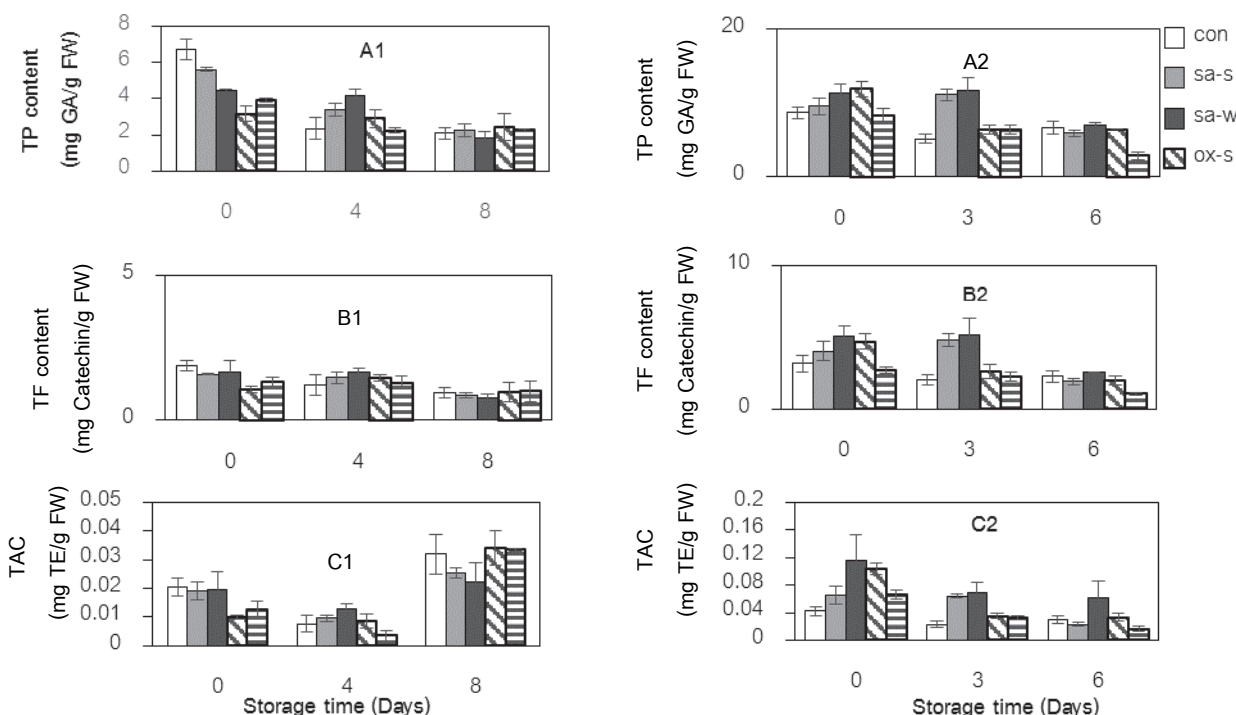 TP content
(mg GA/g FW)
8
6
4
2
0
A1
0 4 8
TP content
(mg GA/g FW)
20
10
0
A2
0 3 6
con
sa-s
sa-w
ox-s
TF content
(mg Catechin/g FW)
5
0
B1
0 4 8
TF content
(mg Catechin/g FW)
10
5
0
B2
0 3 6
TAC
(mg TE/g FW)
0.05
0.04
0.03
0.02
0.01
0
C1
0 4 8
Storage time (Days)
TAC
(mg TE/g FW)
0.2
0.16
0.12
0.08
0.04
0
C2
0 3 6
Storage time (Days)